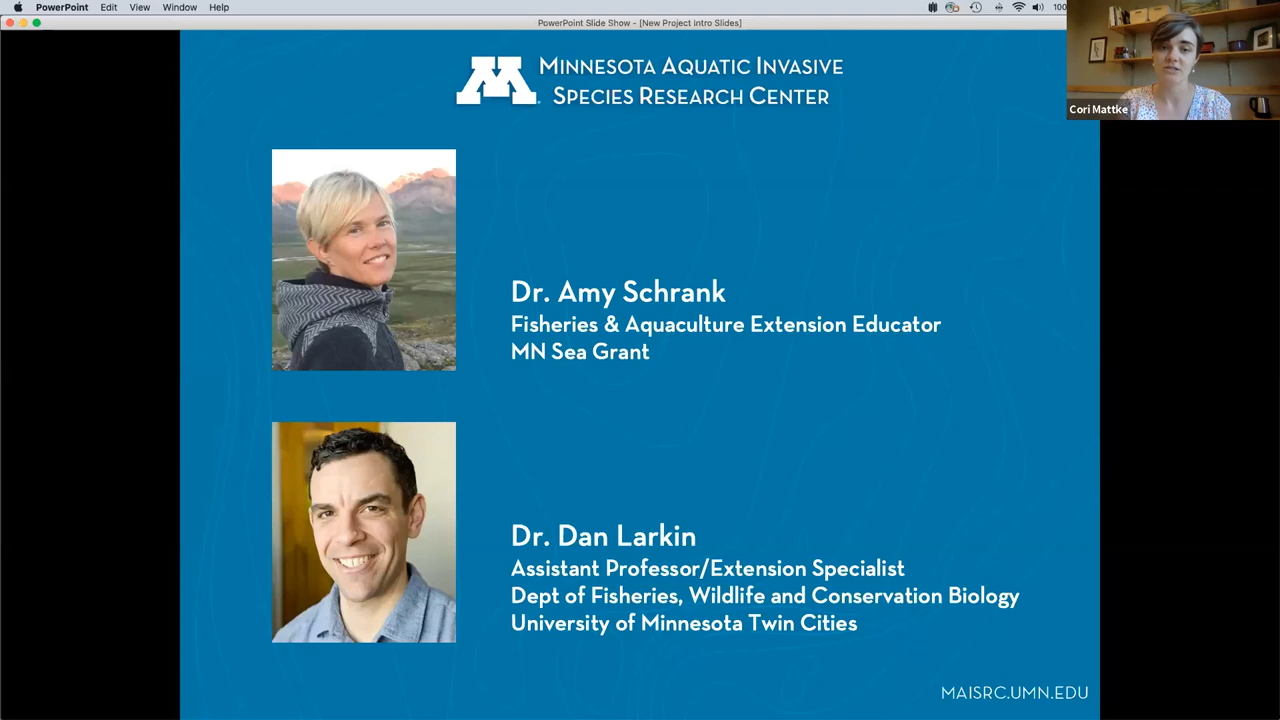 PowerPoint Edit View Window Help
100
PowerPoint Slide Show - [New Project Intro Slides]
MINNESOTA AQUATIC INVASIVE
SPECIES RESEARCH CENTER
Cori Mattke
Dr. Amy Schrank
Fisheries & Aquaculture Extension Educator
MN Sea Grant
Dr. Dan Larkin
Assistant Professor/Extension Specialist
Dept of Fisheries, Wildlife and Conservation Biology
University of Minnesota Twin Cities
MAISRC.UMN.EDU